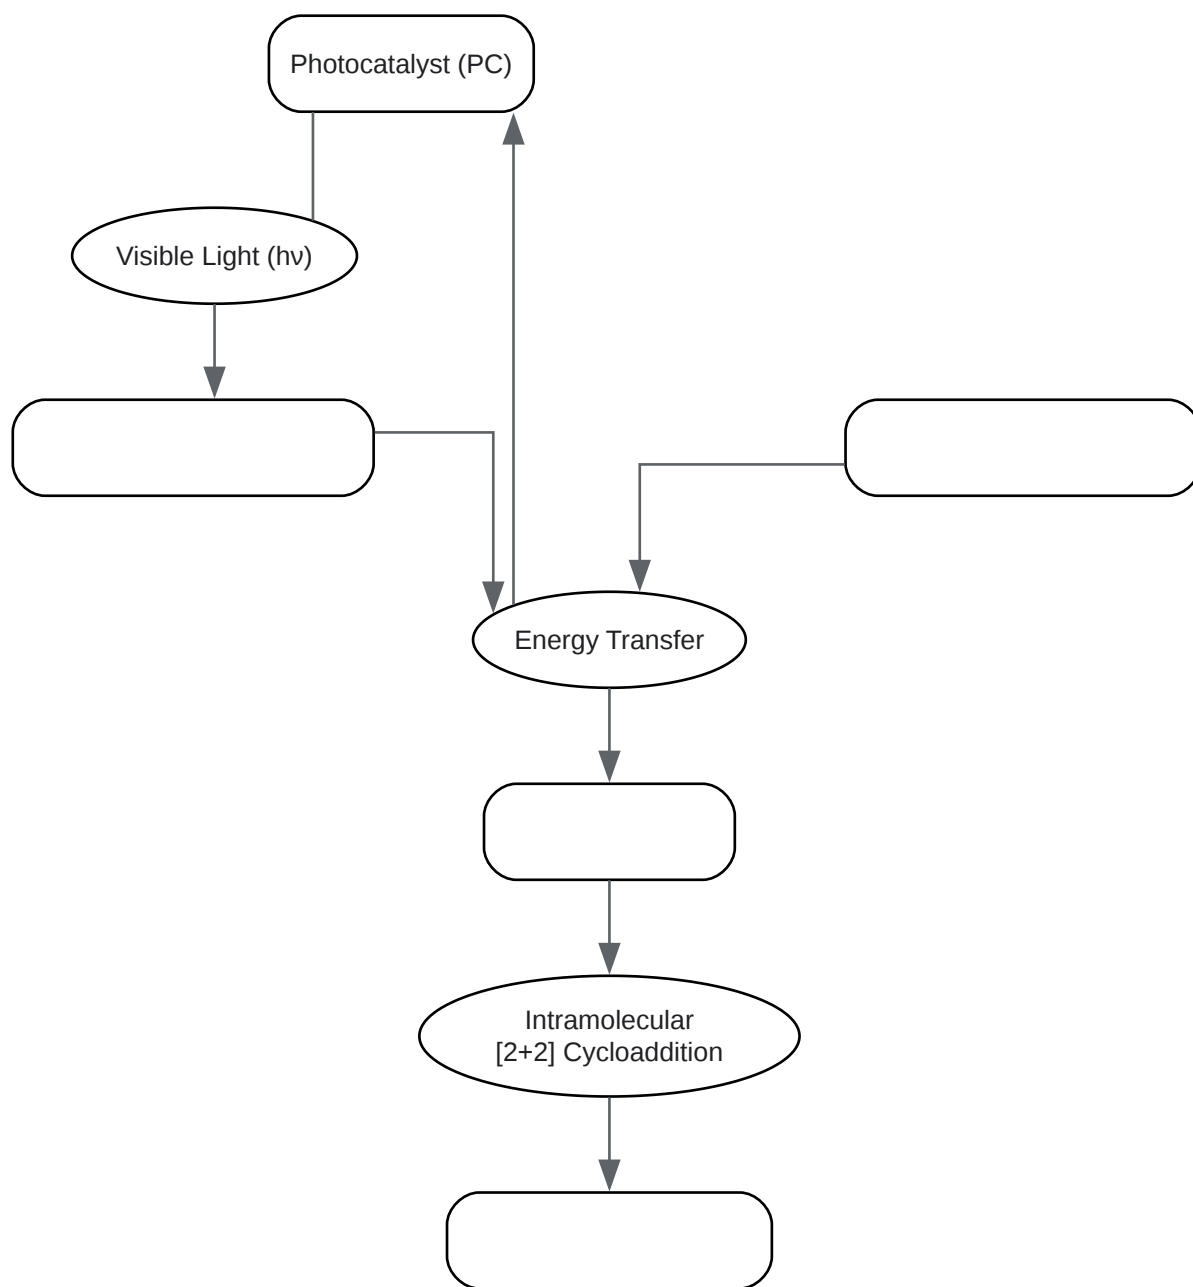 Photocatalyst (PC)
Visible Light (hν)
Energy Transfer
Intramolecular
[2+2] Cycloaddition